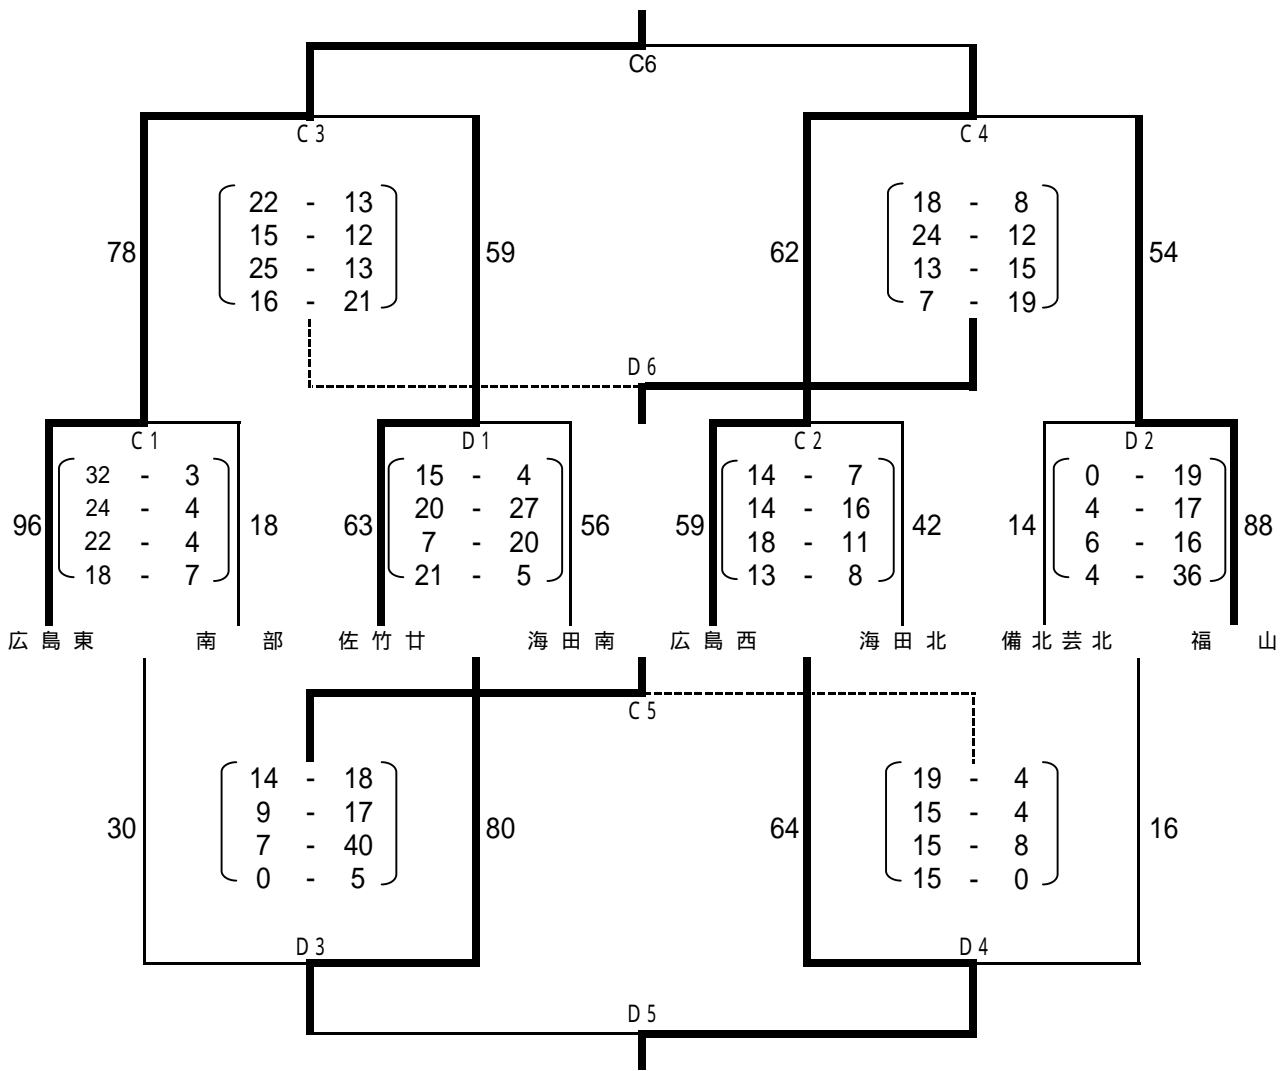 C6
C3 C4
22 - 13 18 - 8
15 - 12 24 - 12
78 59 62 54
25 - 13 13 - 15
16 - 21 7 - 19
D6
C1 D1 C2 D2
32 - 3 15 - 4 14 - 7 0 - 19
24 - 4 20 - 27 14 - 16 4 - 17
96 18 63 56 59 42 14 88
22 - 4 7 - 20 18 - 11 6 - 16
18 - 7 21 - 5 13 - 8 4 - 36
広島東 南部 佐竹廿 海田南 広島西 海田北 備北芸北 福山
C5
14 - 18 19 - 4
9 - 17 15 - 4
30 80 64 16
7 - 40 15 - 8
0 - 5 15 - 0
D3 D4
D5